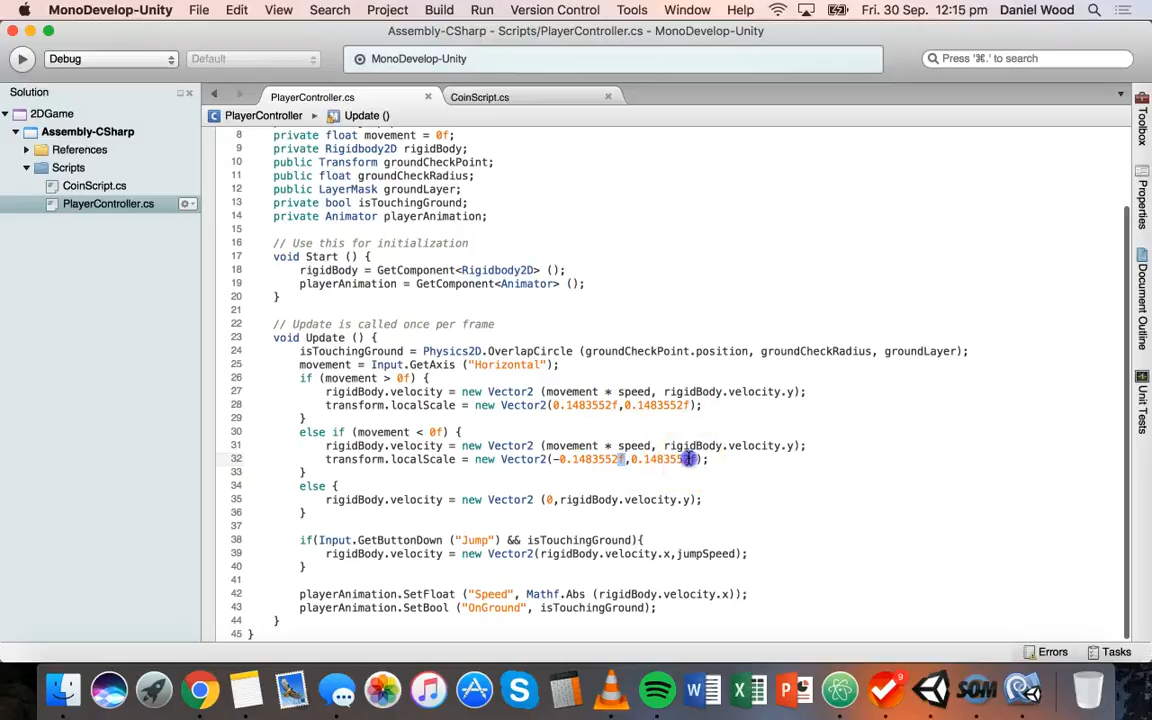 MonoDevelop-Unity File Edit View Search Project Build Run Version Control Tools Window Help Fri. 30 Sep. 12:15 pm Daniel Wood
Assembly-CSharp - Scripts/PlayerController.cs - MonoDevelop-Unity
Debug Default MonoDevelop-Unity Press '⌘.' to search
Solution
2DGame
Assembly-CSharp
References
Scripts
CoinScript.cs
PlayerController.cs
PlayerController.cs CoinScript.cs
PlayerController Update ()
8 private float movement = 0f;
9 private Rigidbody2D rigidBody;
10 public Transform groundCheckPoint;
11 public float groundCheckRadius;
12 public LayerMask groundLayer;
13 private bool isTouchingGround;
14 private Animator playerAnimation;
15
16 // Use this for initialization
17 void Start () {
18 rigidBody = GetComponent<Rigidbody2D> ();
19 playerAnimation = GetComponent<Animator> ();
20 }
21
22 // Update is called once per frame
23 void Update () {
24 isTouchingGround = Physics2D.OverlapCircle (groundCheckPoint.position, groundCheckRadius, groundLayer);
25 movement = Input.GetAxis ("Horizontal");
26 if (movement > 0f) {
27 rigidBody.velocity = new Vector2 (movement * speed, rigidBody.velocity.y);
28 transform.localScale = new Vector2(0.1483552f,0.1483552f);
29 }
30 else if (movement < 0f) {
31 rigidBody.velocity = new Vector2 (movement * speed, rigidBody.velocity.y);
32 transform.localScale = new Vector2(-0.1483552f,0.1483552f);
33 }
34 else {
35 rigidBody.velocity = new Vector2 (0,rigidBody.velocity.y);
36 }
37
38 if(Input.GetButtonDown ("Jump") && isTouchingGround){
39 rigidBody.velocity = new Vector2(rigidBody.velocity.x,jumpSpeed);
40 }
41
42 playerAnimation.SetFloat ("Speed", Mathf.Abs (rigidBody.velocity.x));
43 playerAnimation.SetBool ("OnGround", isTouchingGround);
44 }
45 }
Toolbox
Properties
Document Outline
Unit Tests
Errors Tasks
9
SOM